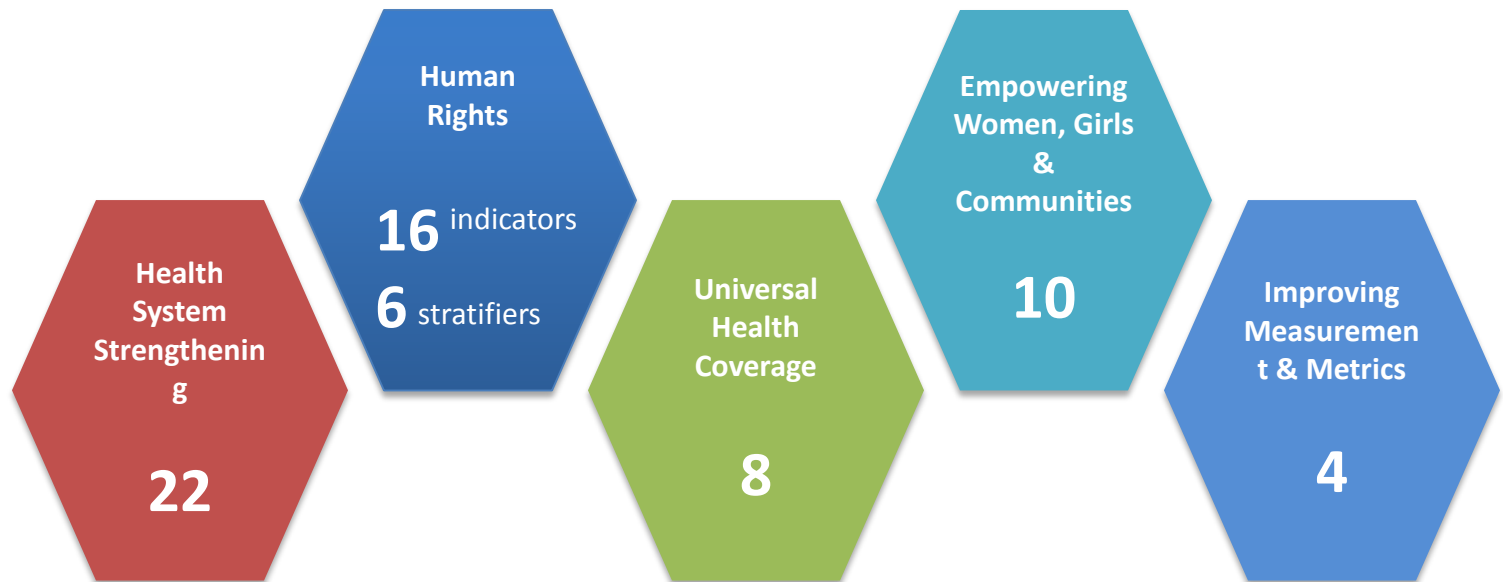 Health
System
Strengthenin
g
22
Human
Rights
16 indicators
6 stratifiers
Universal
Health
Coverage
8
Empowering
Women, Girls
&
Communities
10
Improving
Measuremen
t & Metrics
4